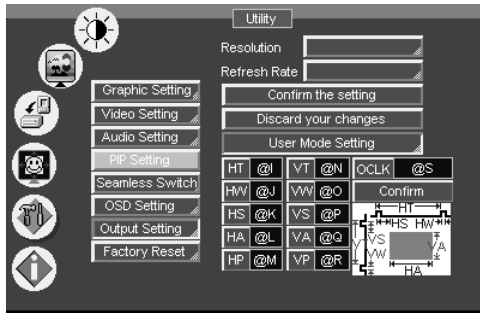 Utility
Resolution
Refresh Rate
Graphic Setting
Video Setting
Audio Setting
PIP Setting
Seamless Switch
OSD Setting
Output Setting
Factory Reset
Confirm the setting
Discard your changes
User Mode Setting
HT @I VT @N OCLK @S
HW @J VW @O Confirm
HS @K VS @P
HA @L VA @Q
HP @M VP @R
HT
HS HW
VS
VW
V
VA
HA